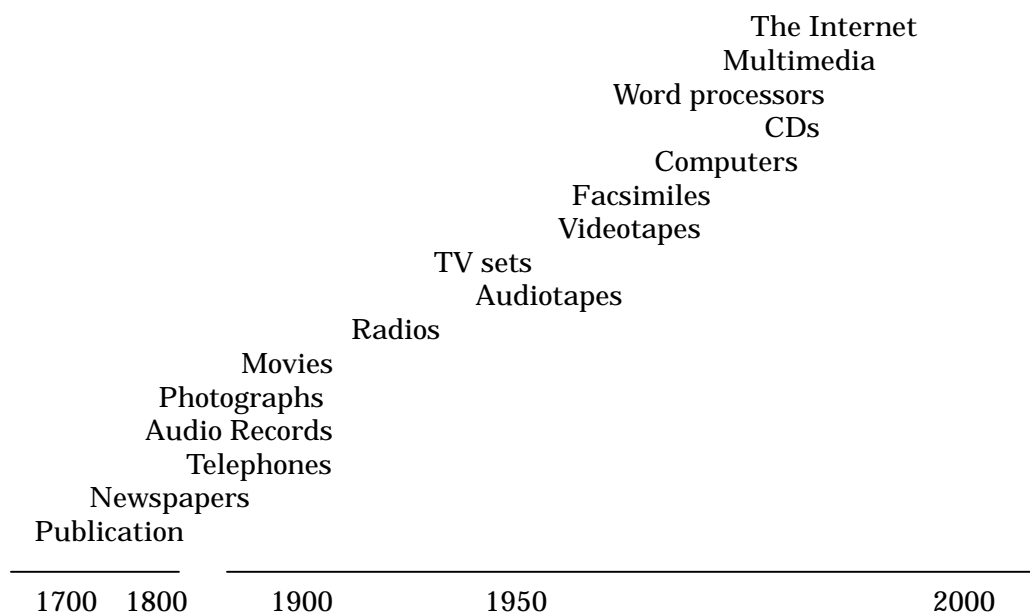 The Internet
Multimedia
Word processors
CDs
Computers
Facsimiles
Videotapes
TV sets
Audiotapes
Radios
Movies
Photographs
Audio Records
Telephones
Newspapers
Publication
1700 1800 1900 1950 2000